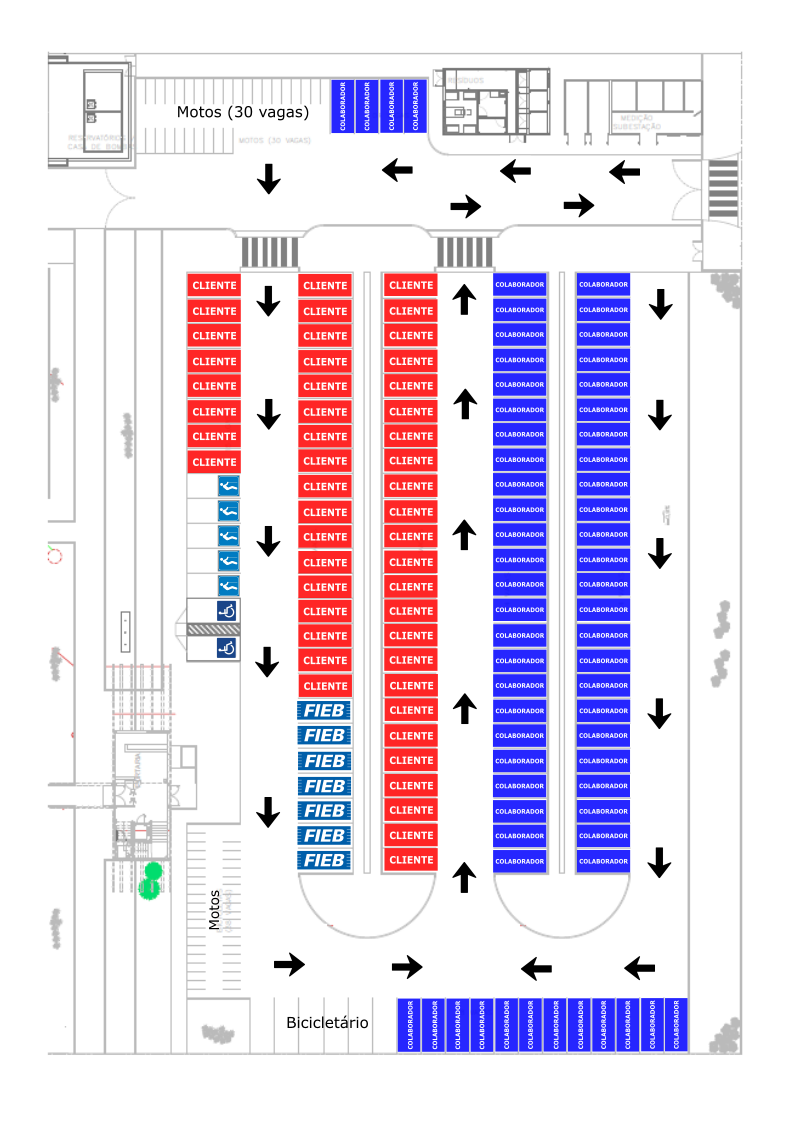 COLABORADOR COLABORADOR COLABORADOR COLABORADOR
RESÍDUOS
Motos (30 vagas)
MEDIÇÃO
SUBESTAÇÃO
MOTOS (30 VAGAS)
CASA DE
CLIENTE CLIENTE CLIENTE COLABORADOR COLABORADOR
CLIENTE CLIENTE CLIENTE COLABORADOR COLABORADOR
CLIENTE CLIENTE CLIENTE COLABORADOR COLABORADOR
CLIENTE CLIENTE CLIENTE COLABORADOR COLABORADOR
CLIENTE CLIENTE CLIENTE COLABORADOR COLABORADOR
CLIENTE CLIENTE CLIENTE COLABORADOR COLABORADOR
CLIENTE CLIENTE CLIENTE COLABORADOR COLABORADOR
CLIENTE CLIENTE CLIENTE COLABORADOR COLABORADOR
CLIENTE CLIENTE COLABORADOR COLABORADOR
CLIENTE CLIENTE COLABORADOR COLABORADOR
CLIENTE CLIENTE COLABORADOR COLABORADOR
CLIENTE CLIENTE COLABORADOR COLABORADOR
CLIENTE CLIENTE COLABORADOR COLABORADOR
CLIENTE CLIENTE COLABORADOR COLABORADOR
CLIENTE CLIENTE COLABORADOR COLABORADOR
CLIENTE CLIENTE COLABORADOR COLABORADOR
CLIENTE CLIENTE COLABORADOR COLABORADOR
FIEB CLIENTE COLABORADOR COLABORADOR
FIEB CLIENTE COLABORADOR COLABORADOR
FIEB CLIENTE COLABORADOR COLABORADOR
FIEB CLIENTE COLABORADOR COLABORADOR
FIEB CLIENTE COLABORADOR COLABORADOR
FIEB CLIENTE COLABORADOR COLABORADOR
FIEB CLIENTE COLABORADOR COLABORADOR
Motos
Bicicletário
COLABORADOR COLABORADOR COLABORADOR COLABORADOR COLABORADOR COLABORADOR COLABORADOR COLABORADOR COLABORADOR COLABORADOR COLABORADOR COLABORADOR